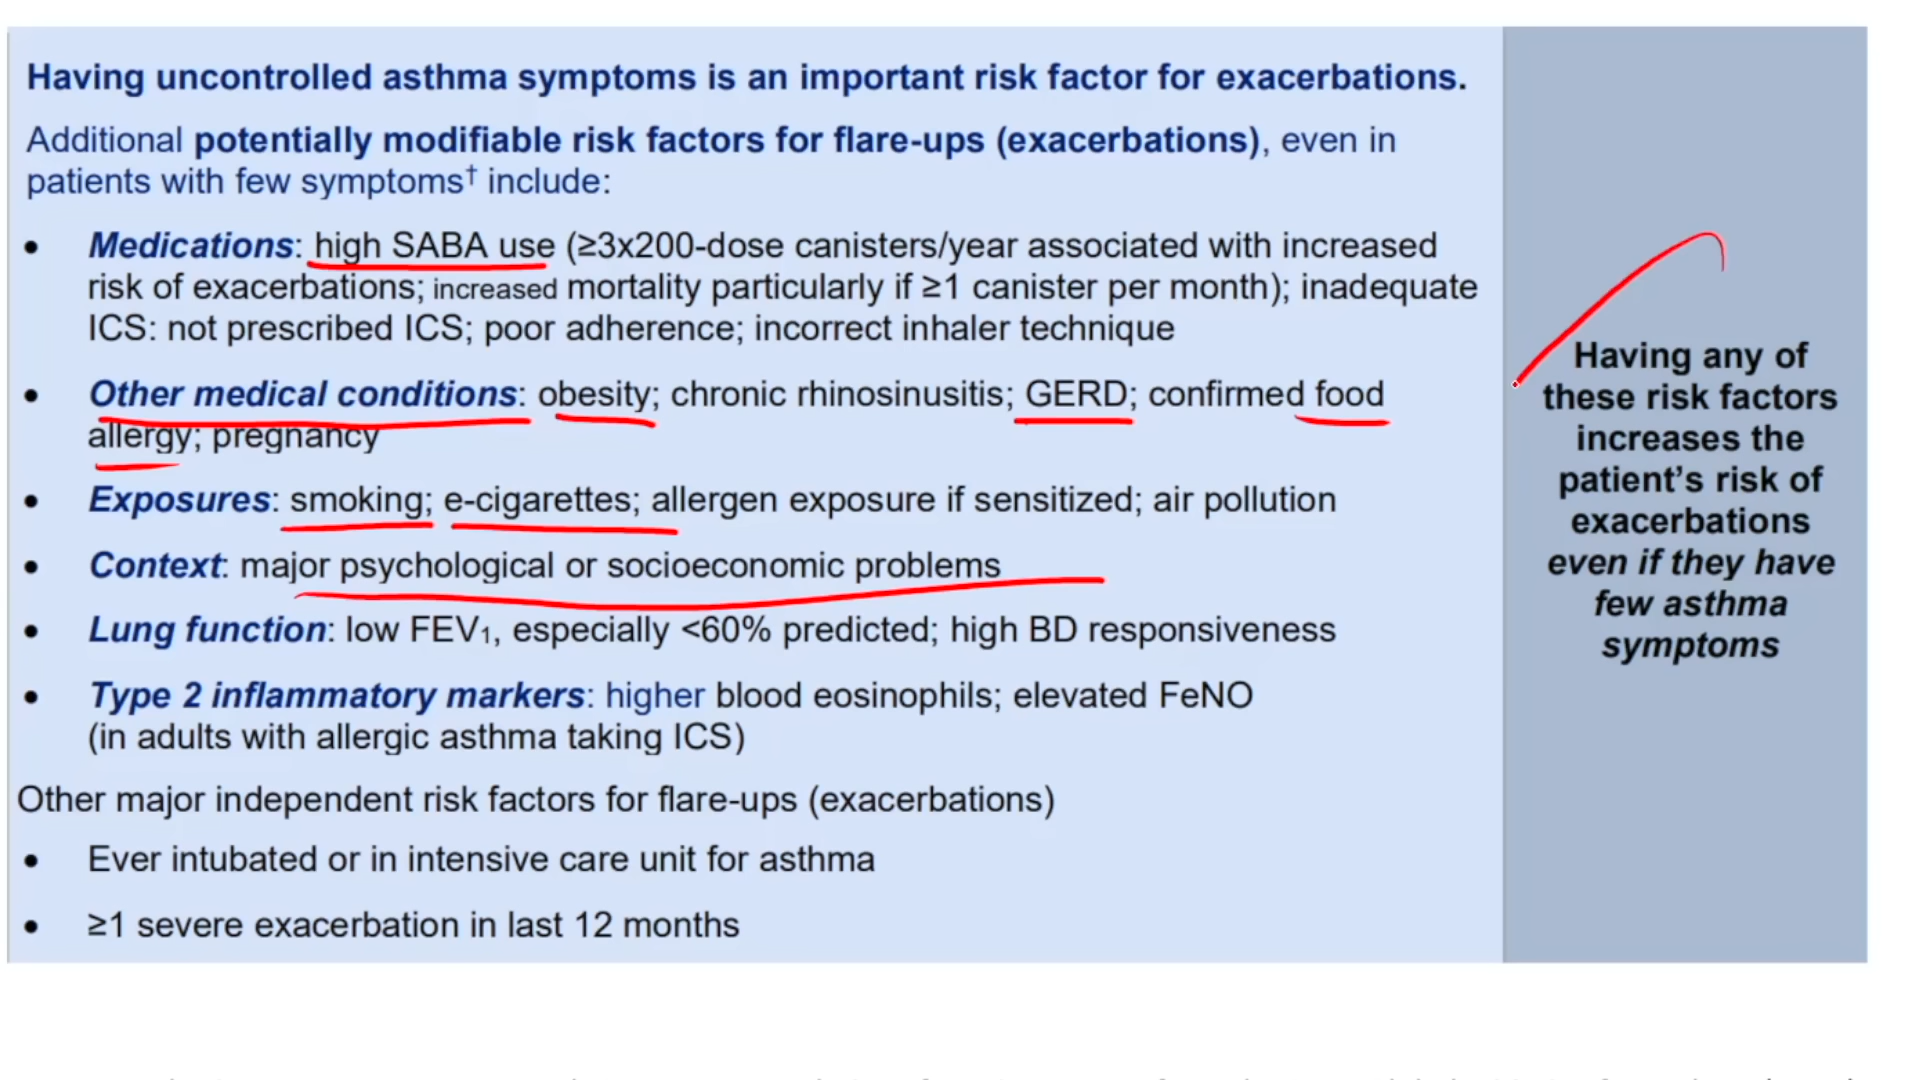 Having uncontrolled asthma symptoms is an important risk factor for exacerbations.
Additional potentially modifiable risk factors for flare-ups (exacerbations), even in
patients with few symptoms† include:
• Medications: high SABA use (≥3x200-dose canisters/year associated with increased
risk of exacerbations; increased mortality particularly if ≥1 canister per month); inadequate
ICS: not prescribed ICS; poor adherence; incorrect inhaler technique
• Other medical conditions: obesity; chronic rhinosinusitis; GERD; confirmed food
allergy; pregnancy
• Exposures: smoking; e-cigarettes; allergen exposure if sensitized; air pollution
• Context: major psychological or socioeconomic problems
• Lung function: low FEV₁, especially <60% predicted; high BD responsiveness
• Type 2 inflammatory markers: higher blood eosinophils; elevated FeNO
(in adults with allergic asthma taking ICS)
Other major independent risk factors for flare-ups (exacerbations)
• Ever intubated or in intensive care unit for asthma
• ≥1 severe exacerbation in last 12 months
Having any of
these risk factors
increases the
patient’s risk of
exacerbations
even if they have
few asthma
symptoms